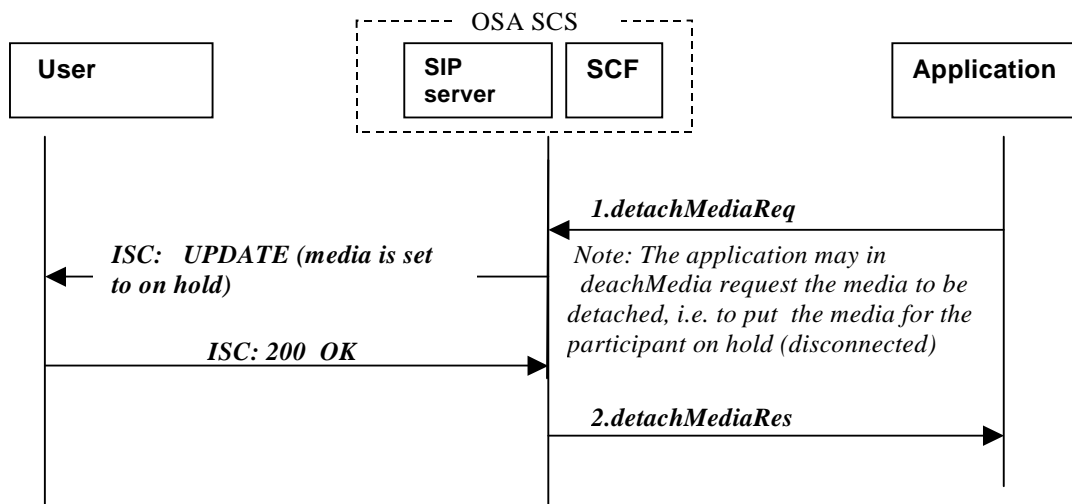 OSA SCS
User
SIP
server
SCF
Application
1.detachMediaReq
ISC: UPDATE (media is set
to on hold)
Note: The application may in
deachMedia request the media to be
detached, i.e. to put the media for the
participant on hold (disconnected)
ISC: 200 OK
2.detachMediaRes